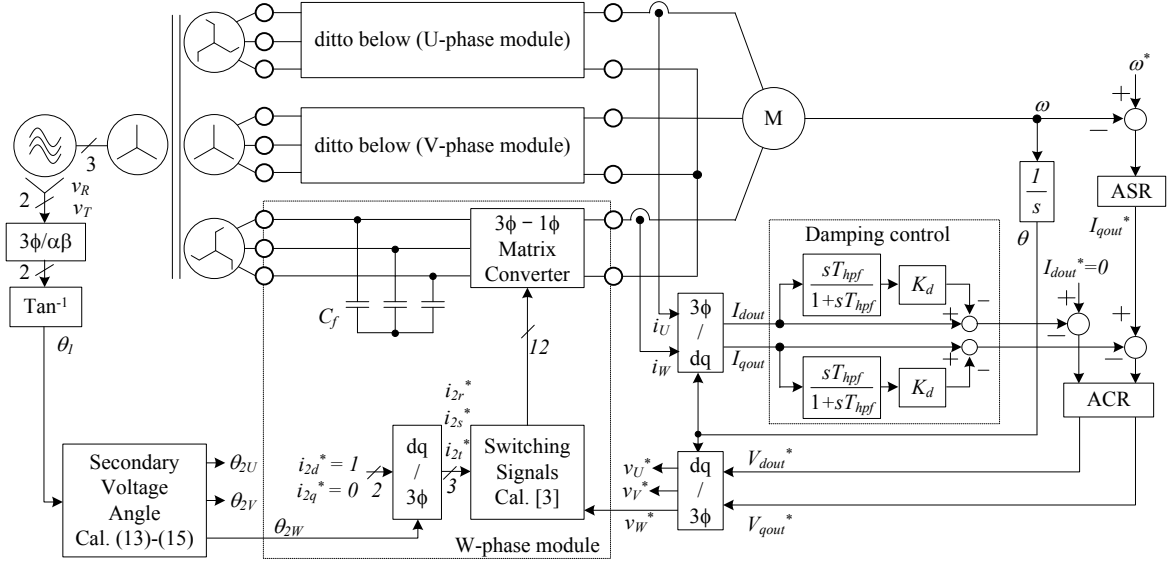 ditto below (U-phase module)
ditto below (V-phase module)
M
ω
ω*
+
−
3
2
v_R
v_T
3ϕ/αβ
2
Tan⁻¹
θ_I
3ϕ − 1ϕ
Matrix
Converter
C_f
12
1
s
θ
ASR
I_qout*
Damping control
sT_hpf
1+sT_hpf
K_d
−
+
I_dout
I_dout*=0
+
−
i_U
3ϕ
/
dq
i_W
I_qout
+
−
sT_hpf
1+sT_hpf
K_d
+
−
ACR
Secondary
Voltage
Angle
Cal. (13)-(15)
θ_2U
θ_2V
θ_2W
i_2d* = 1
i_2q* = 0
2
dq
/
3ϕ
i_2r*
i_2s*
i_2t*
3
Switching
Signals
Cal. [3]
W-phase module
v_U*
v_V*
v_W*
dq
/
3ϕ
V_dout*
V_qout*